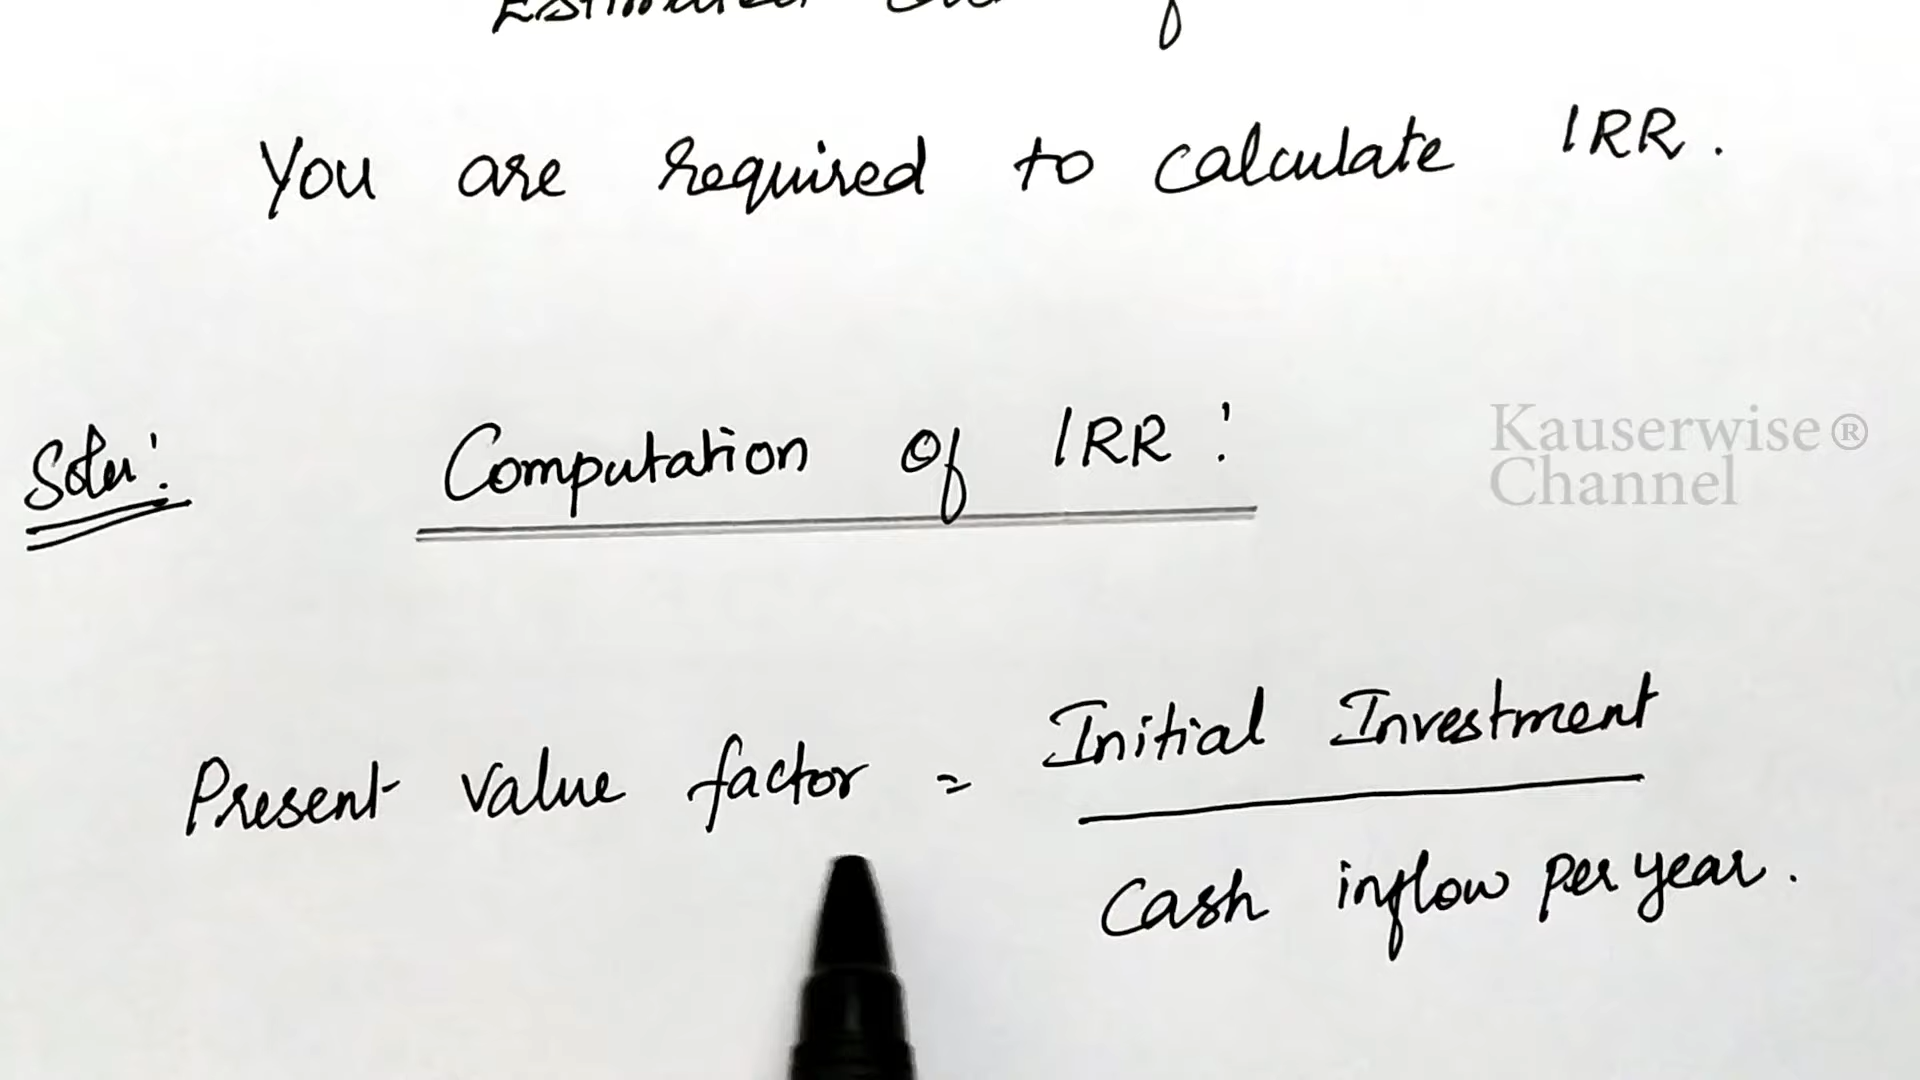 Estimated
You are required to calculate IRR.
Soln:
Computation of IRR:
Kauserwise®
Channel
Present value factor = Initial Investment
Cash inflow per year.